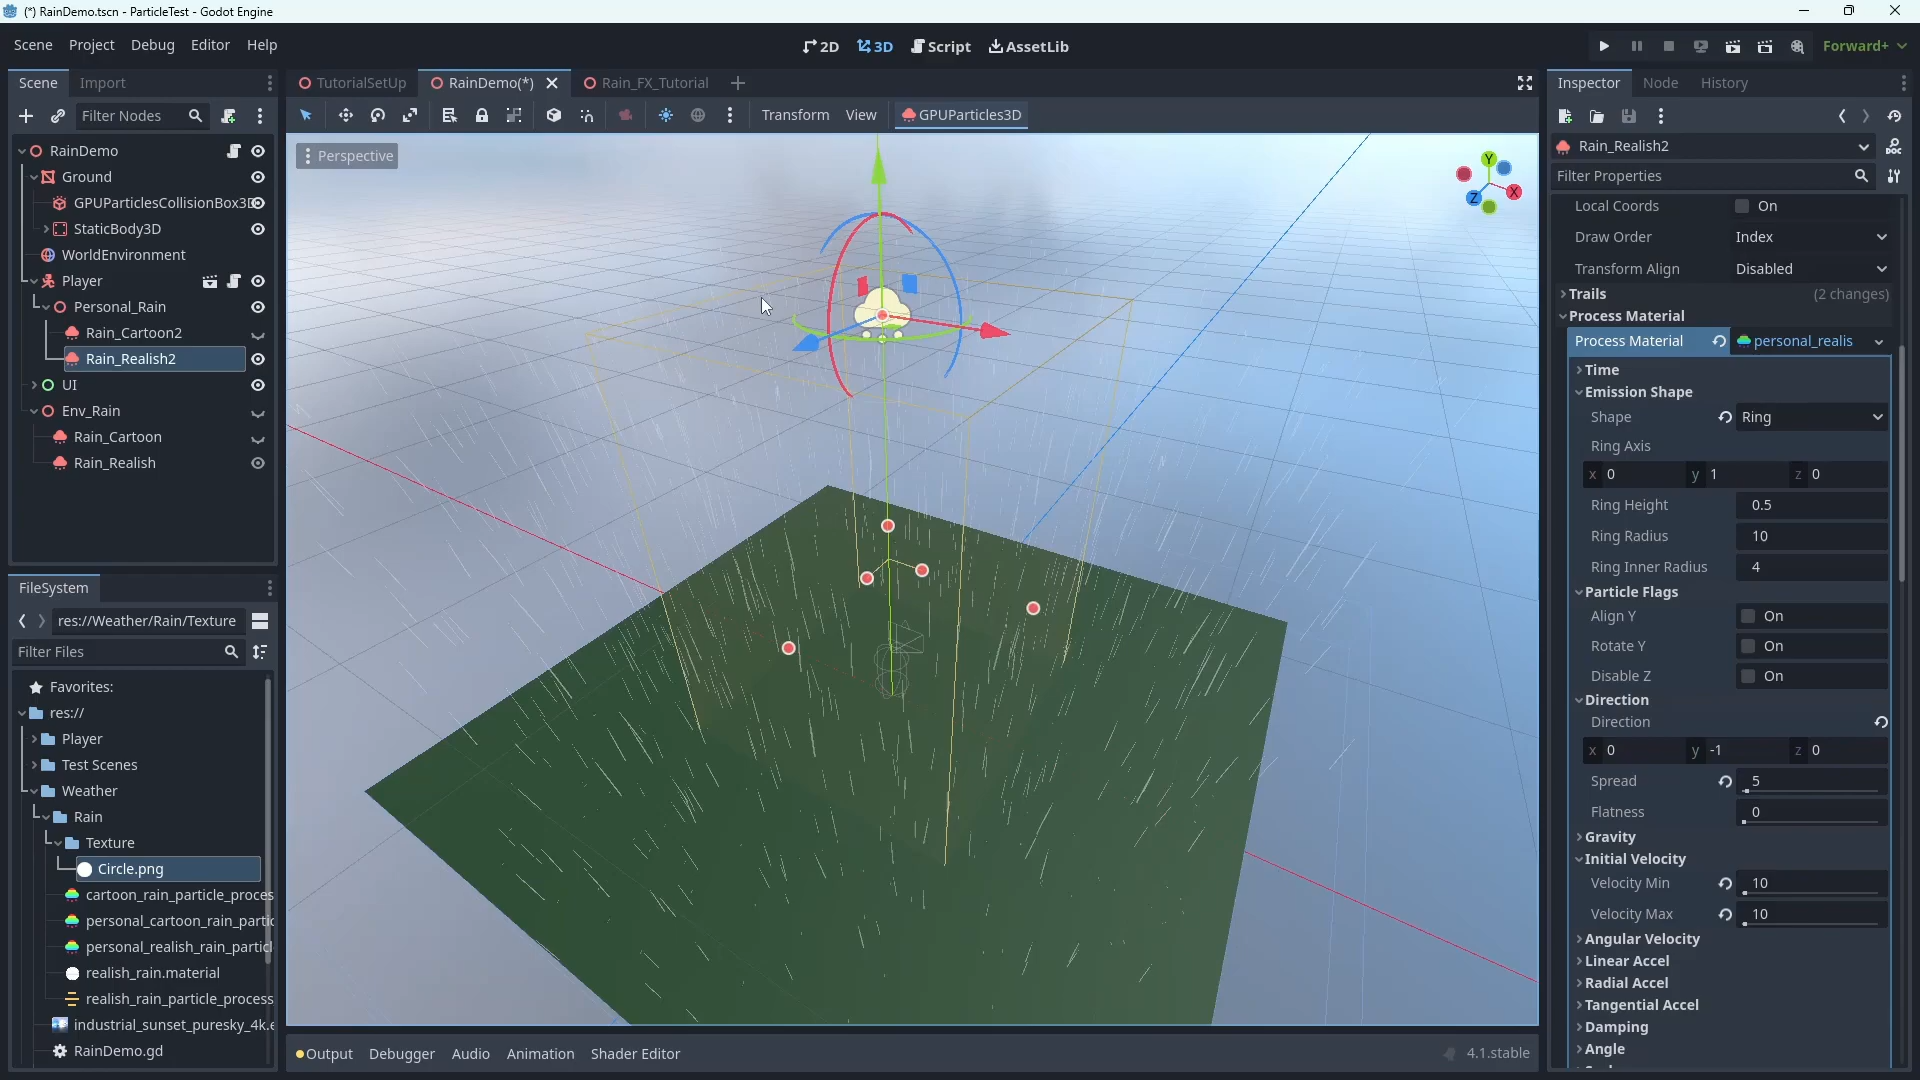 (*) RainDemo.tscn - ParticleTest - Godot Engine
Scene Project Debug Editor Help
2D 3D Script AssetLib
Forward+
Scene Import
Filter Nodes
RainDemo
Ground
GPUParticlesCollisionBox3D
StaticBody3D
WorldEnvironment
Player
Personal_Rain
Rain_Cartoon2
Rain_Realish2
UI
Env_Rain
Rain_Cartoon
Rain_Realish
FileSystem
res://Weather/Rain/Texture
Filter Files
Favorites:
res://
Player
Test Scenes
Weather
Rain
Texture
Circle.png
cartoon_rain_particle_proces
personal_cartoon_rain_partic
personal_realish_rain_particl
realish_rain.material
realish_rain_particle_process
industrial_sunset_puresky_4k.e
RainDemo.gd
TutorialSetUp RainDemo(*) Rain_FX_Tutorial
Transform View GPUParticles3D
Perspective
Y
X
Z
Output Debugger Audio Animation Shader Editor
4.1.stable
Inspector Node History
Rain_Realish2
DOC
Filter Properties
Local Coords On
Draw Order Index
Transform Align Disabled
Trails (2 changes)
Process Material
Process Material personal_realis
Time
Emission Shape
Shape Ring
Ring Axis
x 0 y 1 z 0
Ring Height 0.5
Ring Radius 10
Ring Inner Radius 4
Particle Flags
Align Y On
Rotate Y On
Disable Z On
Direction
Direction
x 0 y -1 z 0
Spread 5
Flatness 0
Gravity
Initial Velocity
Velocity Min 10
Velocity Max 10
Angular Velocity
Linear Accel
Radial Accel
Tangential Accel
Damping
Angle